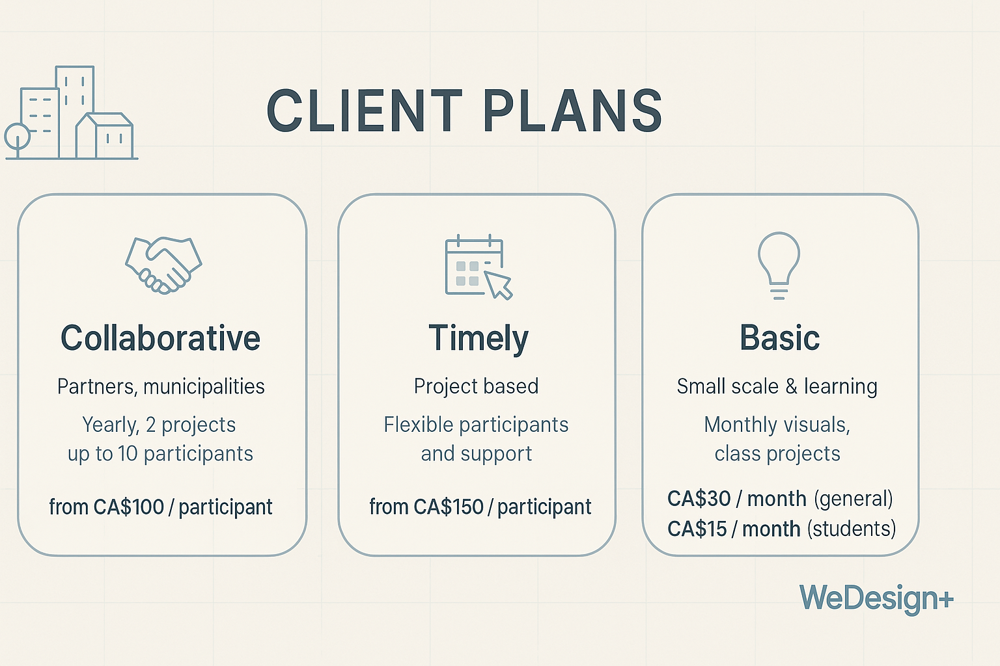 CLIENT PLANS
Collaborative
Partners, municipalities
Yearly, 2 projects
up to 10 participants
from CA$100 / participant
Timely
Project based
Flexible participants
and support
from CA$150 / participant
Basic
Small scale & learning
Monthly visuals,
class projects
CA$30 / month (general)
CA$15 / month (students)
WeDesign+